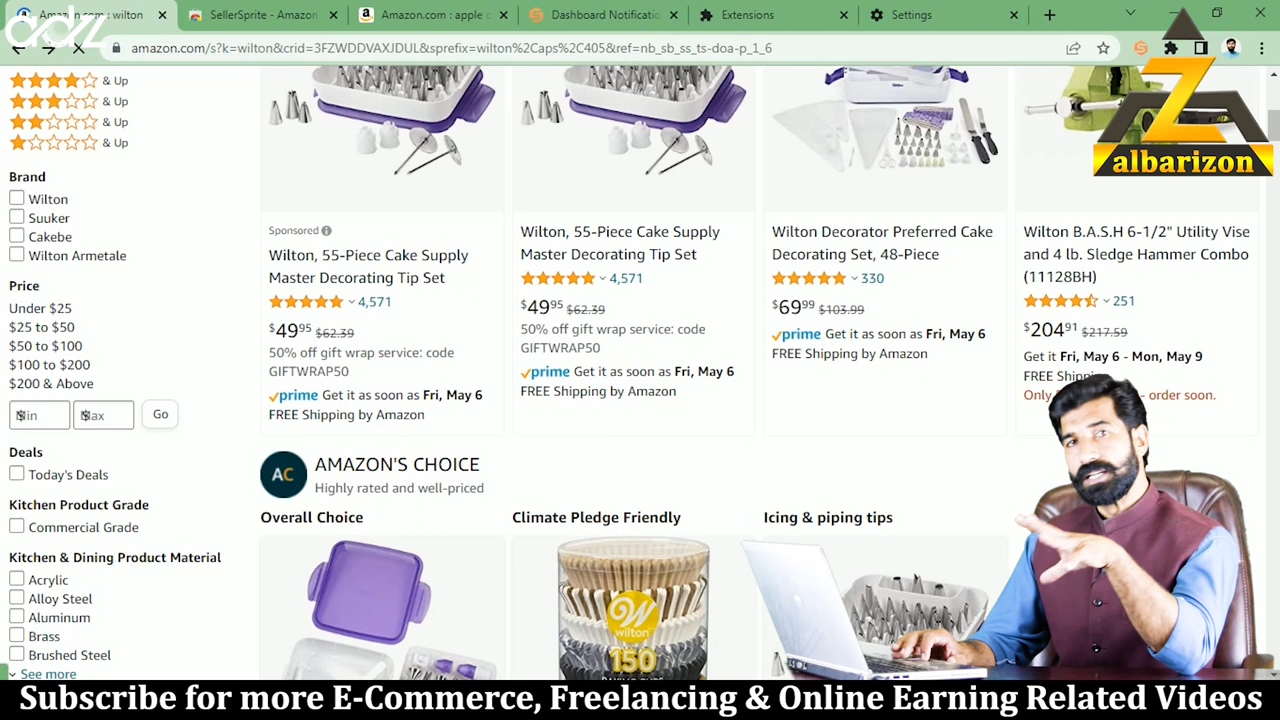 Amazon.com : wilton
SellerSprite - Amazon
Amazon.com : apple c
Dashboard Notificatio
Extensions
Settings
adz
amazon.com/s?k=wilton&crid=3FZWDDVAXJDUL&sprefix=wilton%2Caps%2C405&ref=nb_sb_ss_ts-doa-p_1_6
albarizon
& Up
& Up
& Up
& Up
Brand
Wilton
Suuker
Cakebe
Wilton Armetale
Price
Under $25
$25 to $50
$50 to $100
$100 to $200
$200 & Above
$ Min
$ Max
Go
Deals
Today's Deals
Kitchen Product Grade
Commercial Grade
Kitchen & Dining Product Material
Acrylic
Alloy Steel
Aluminum
Brass
Brushed Steel
See more
Sponsored
Wilton, 55-Piece Cake Supply
Master Decorating Tip Set
4,571
$49.95 $62.39
50% off gift wrap service: code
GIFTWRAP50
prime Get it as soon as Fri, May 6
FREE Shipping by Amazon
Wilton, 55-Piece Cake Supply
Master Decorating Tip Set
4,571
$49.95 $62.39
50% off gift wrap service: code
GIFTWRAP50
prime Get it as soon as Fri, May 6
FREE Shipping by Amazon
Wilton Decorator Preferred Cake
Decorating Set, 48-Piece
330
$69.99 $103.99
prime Get it as soon as Fri, May 6
FREE Shipping by Amazon
Wilton B.A.S.H 6-1/2" Utility Vise
and 4 lb. Sledge Hammer Combo
(11128BH)
251
$204.91 $217.59
Get it Fri, May 6 - Mon, May 9
FREE
Only - order soon.
AC
AMAZON'S CHOICE
Highly rated and well-priced
Overall Choice
Climate Pledge Friendly
Icing & piping tips
W
wilton
150
Subscribe for more E-Commerce, Freelancing & Online Earning Related Videos